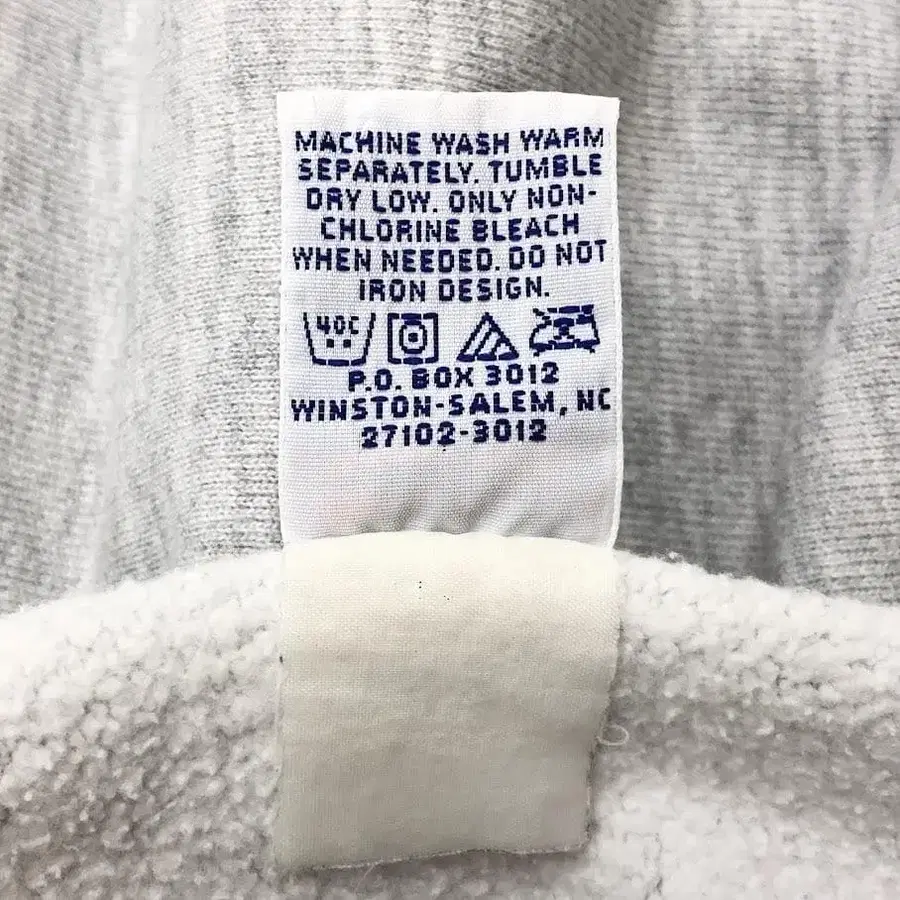 MACHINE WASH WARM
SEPARATELY. TUMBLE
DRY LOW. ONLY NON-
CHLORINE BLEACH
WHEN NEEDED. DO NOT
IRON DESIGN.
40C
P.O. BOX 3012
WINSTON-SALEM, NC
27102-3012